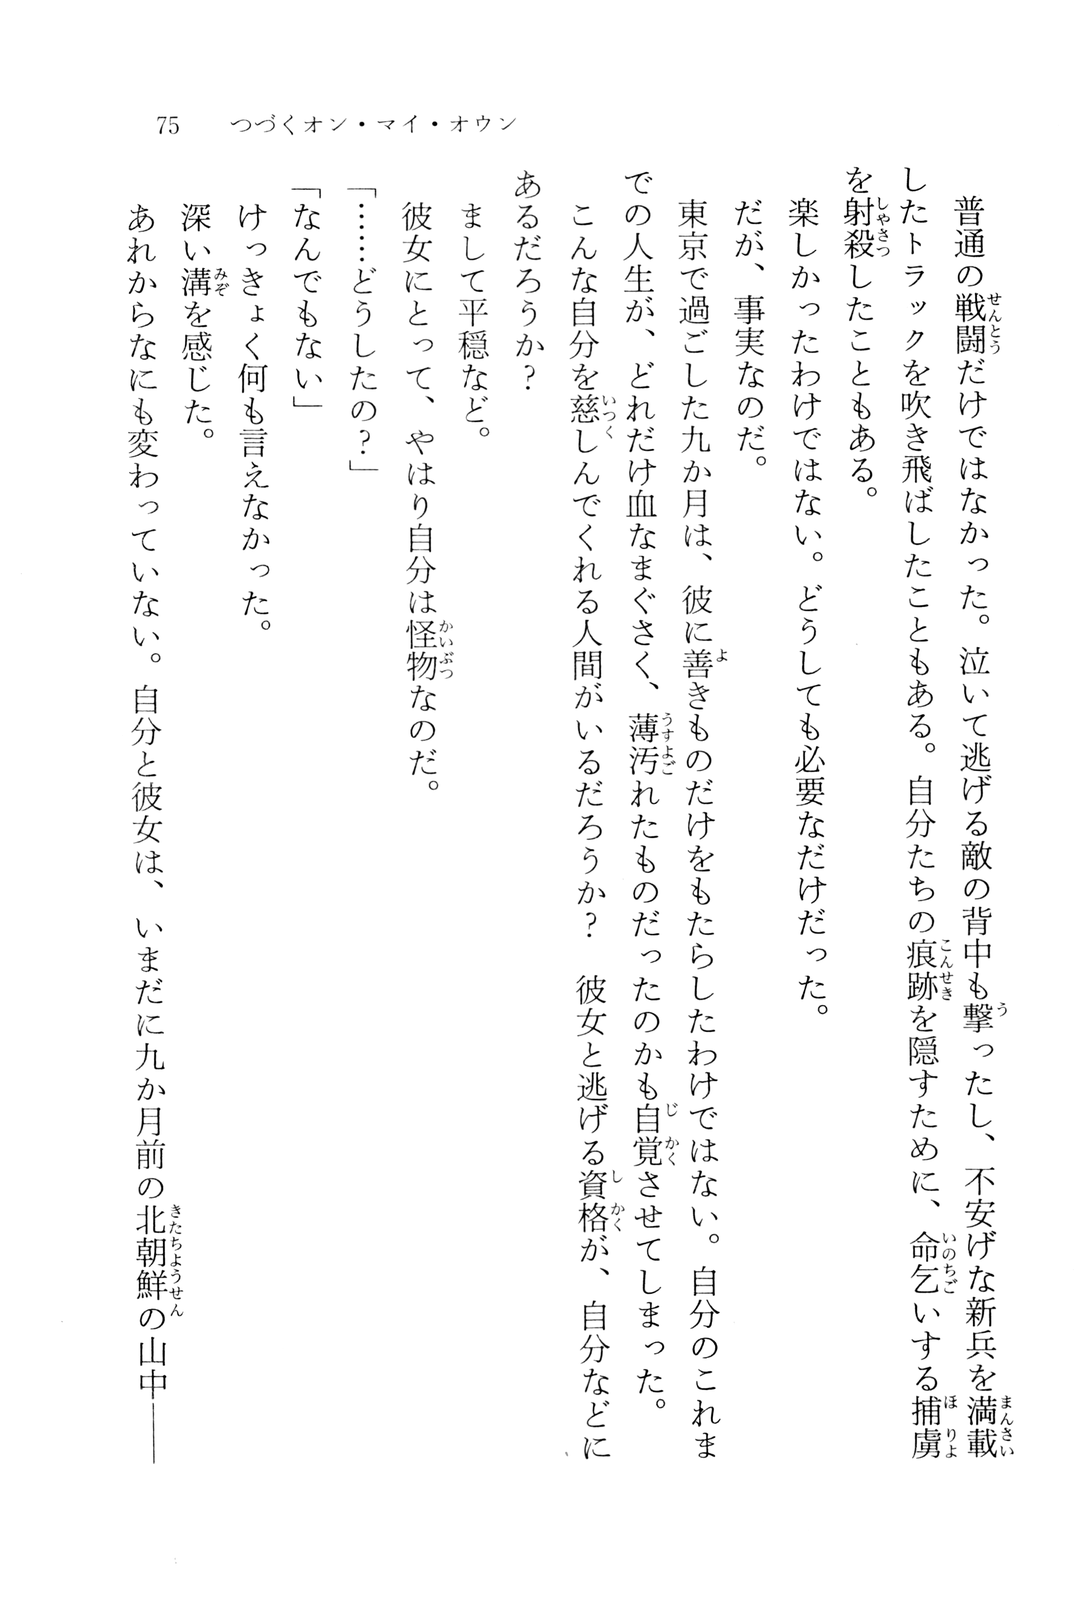 75 つづくオン・マイ・オウン
普通の戦闘だけではなかった。泣いて逃げる敵の背中も撃ったし、不安げな新兵を満載
したトラックを吹き飛ばしたこともある。自分たちの痕跡を隠すために、命乞いする捕虜
を射殺したこともある。
楽しかったわけではない。どうしても必要なだけだった。
だが、事実なのだ。
東京で過ごした九か月は、彼に善きものだけをもたらしたわけではない。自分のこれま
での人生が、どれだけ血なまぐさく、薄汚れたものだったのかも自覚させてしまった。
こんな自分を慈しんでくれる人間がいるだろうか? 彼女と逃げる資格が、自分などに
あるだろうか?
まして平穏など。
彼女にとって、やはり自分は怪物なのだ。
「……どうしたの?」
「なんでもない」
けっきょく何も言えなかった。
深い溝を感じた。
あれからなにも変わっていない。自分と彼女は、いまだに九か月前の北朝鮮の山中――